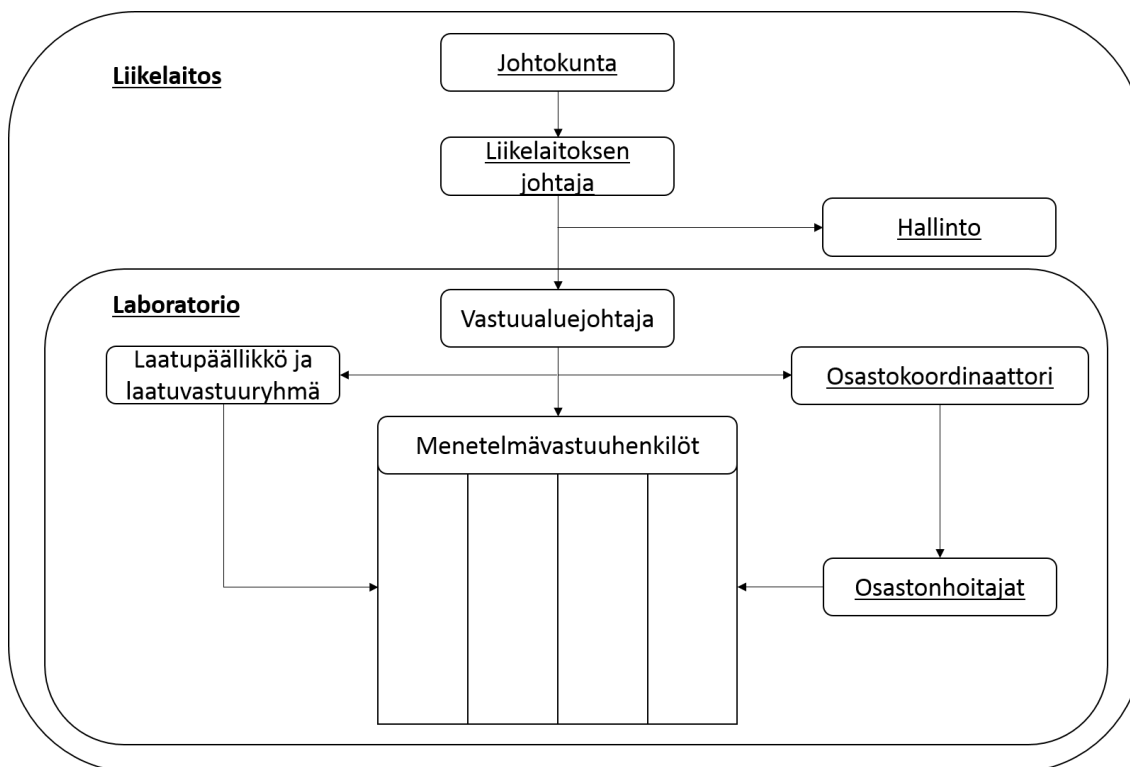 Johtokunta
Liikelaitos
Liikelaitoksen
johtaja
Hallinto
Laboratorio
Vastuualuejohtaja
Laatupäällikkö ja
laatuvastuuryhmä
Osastokoordinaattori
Menetelmävastuuhenkilöt
Osastonhoitajat